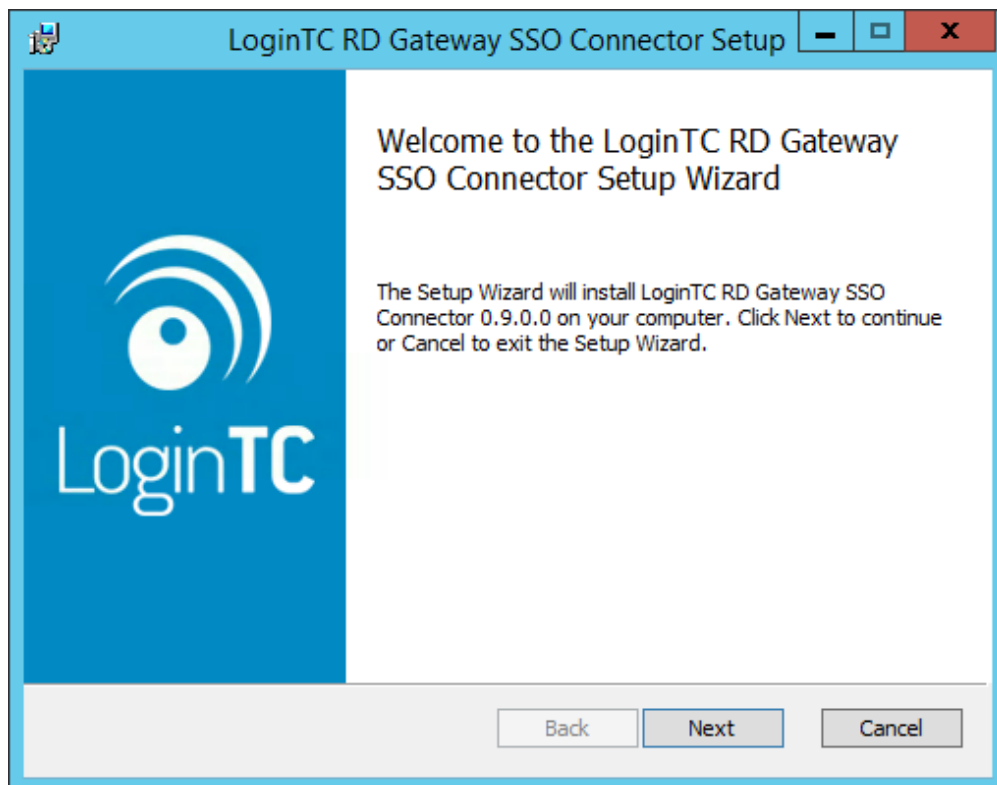 LoginTC RD Gateway SSO Connector Setup
Welcome to the LoginTC RD Gateway
SSO Connector Setup Wizard
The Setup Wizard will install LoginTC RD Gateway SSO
Connector 0.9.0.0 on your computer. Click Next to continue
or Cancel to exit the Setup Wizard.
LoginTC
Back Next Cancel